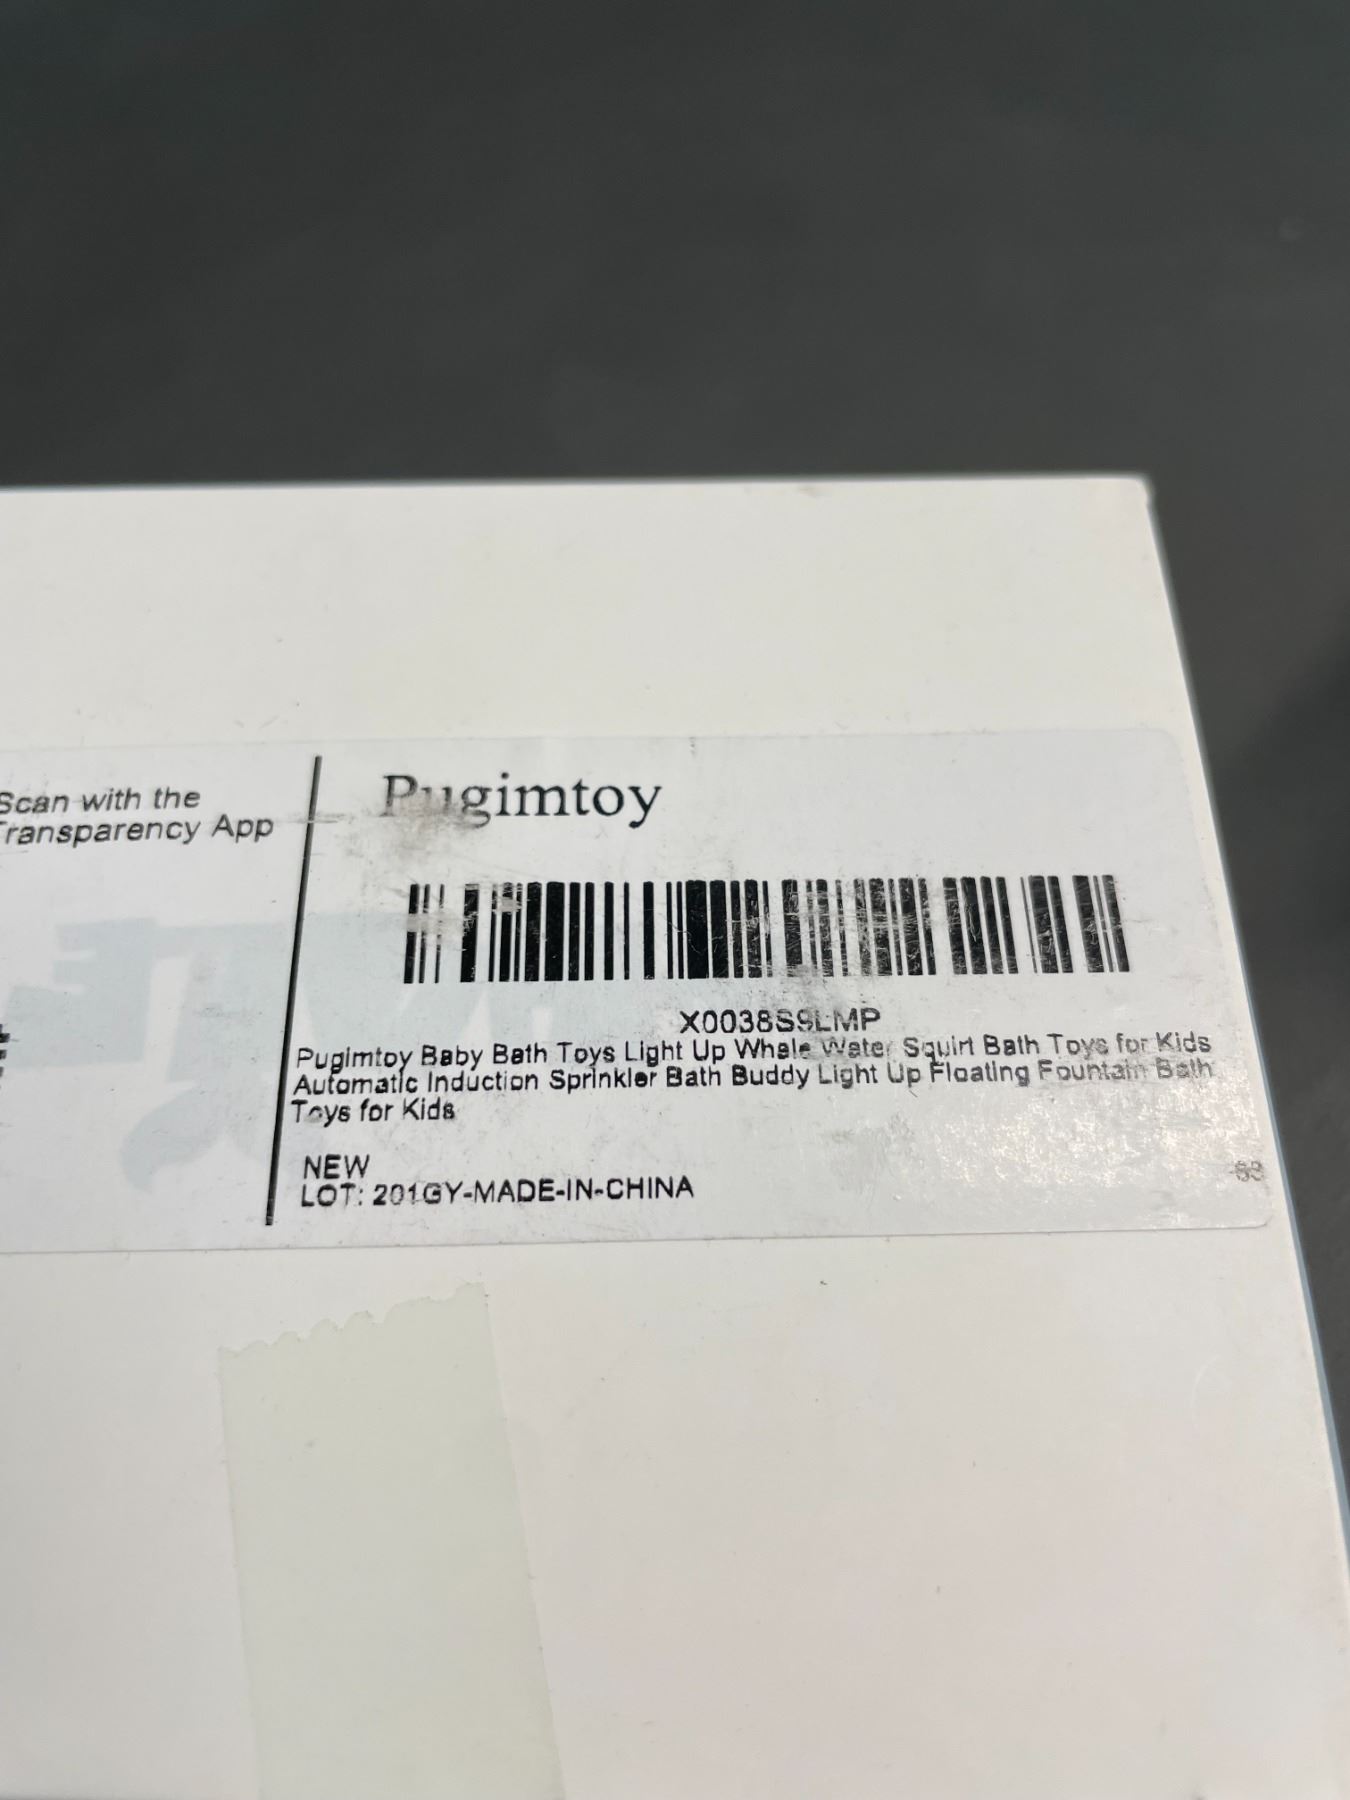 Scan with the
Transparency App
Pugimtoy
X0038S9LMP
Pugimtoy Baby Bath Toys Light Up Whale Water Squirt Bath Toys for Kids
Automatic Induction Sprinkler Bath Buddy Light Up Floating Fountain Bath
Toys for Kids
NEW
LOT: 201GY-MADE-IN-CHINA